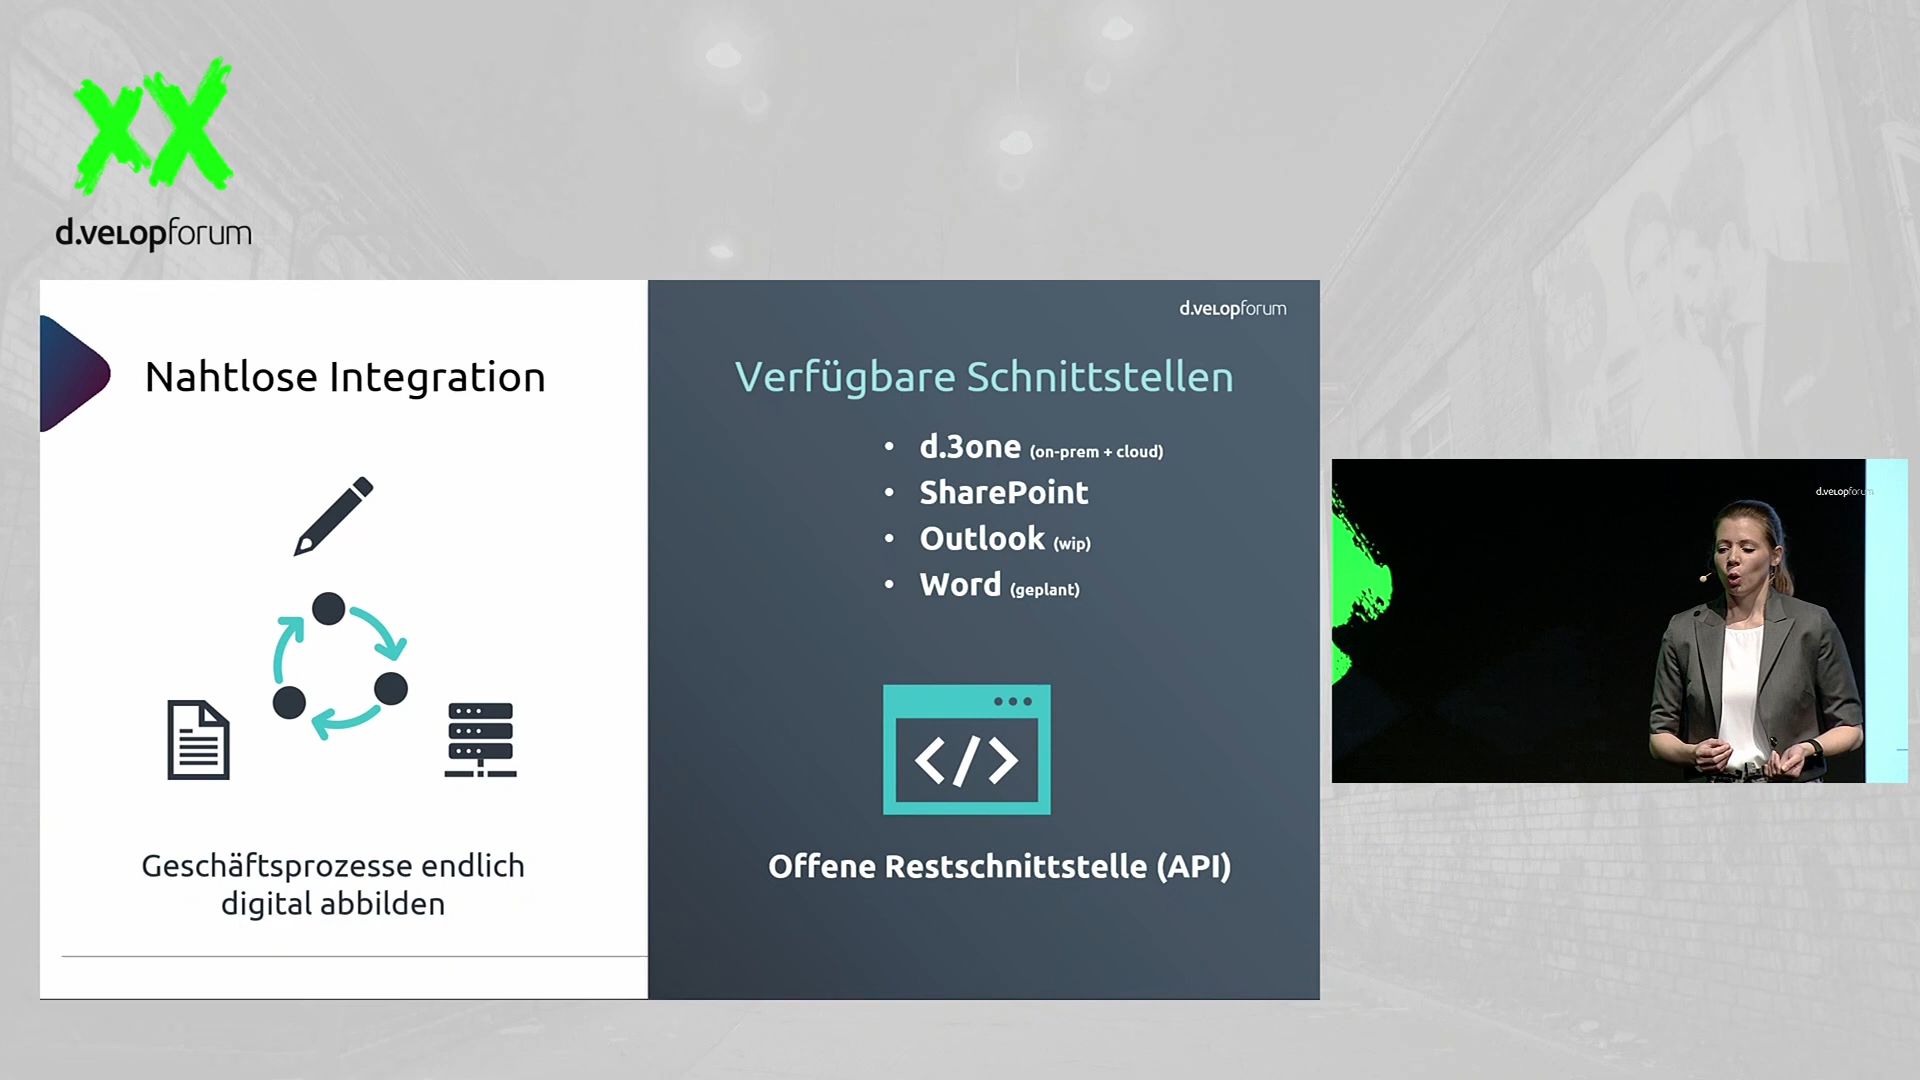 xX
d.velopforum
d.velopforum
Nahtlose Integration
Geschäftsprozesse endlich
digital abbilden
Verfügbare Schnittstellen
• d.3one (on-prem + cloud)
• SharePoint
• Outlook (wip)
• Word (geplant)
</>
Offene Restschnittstelle (API)
d.velopforum